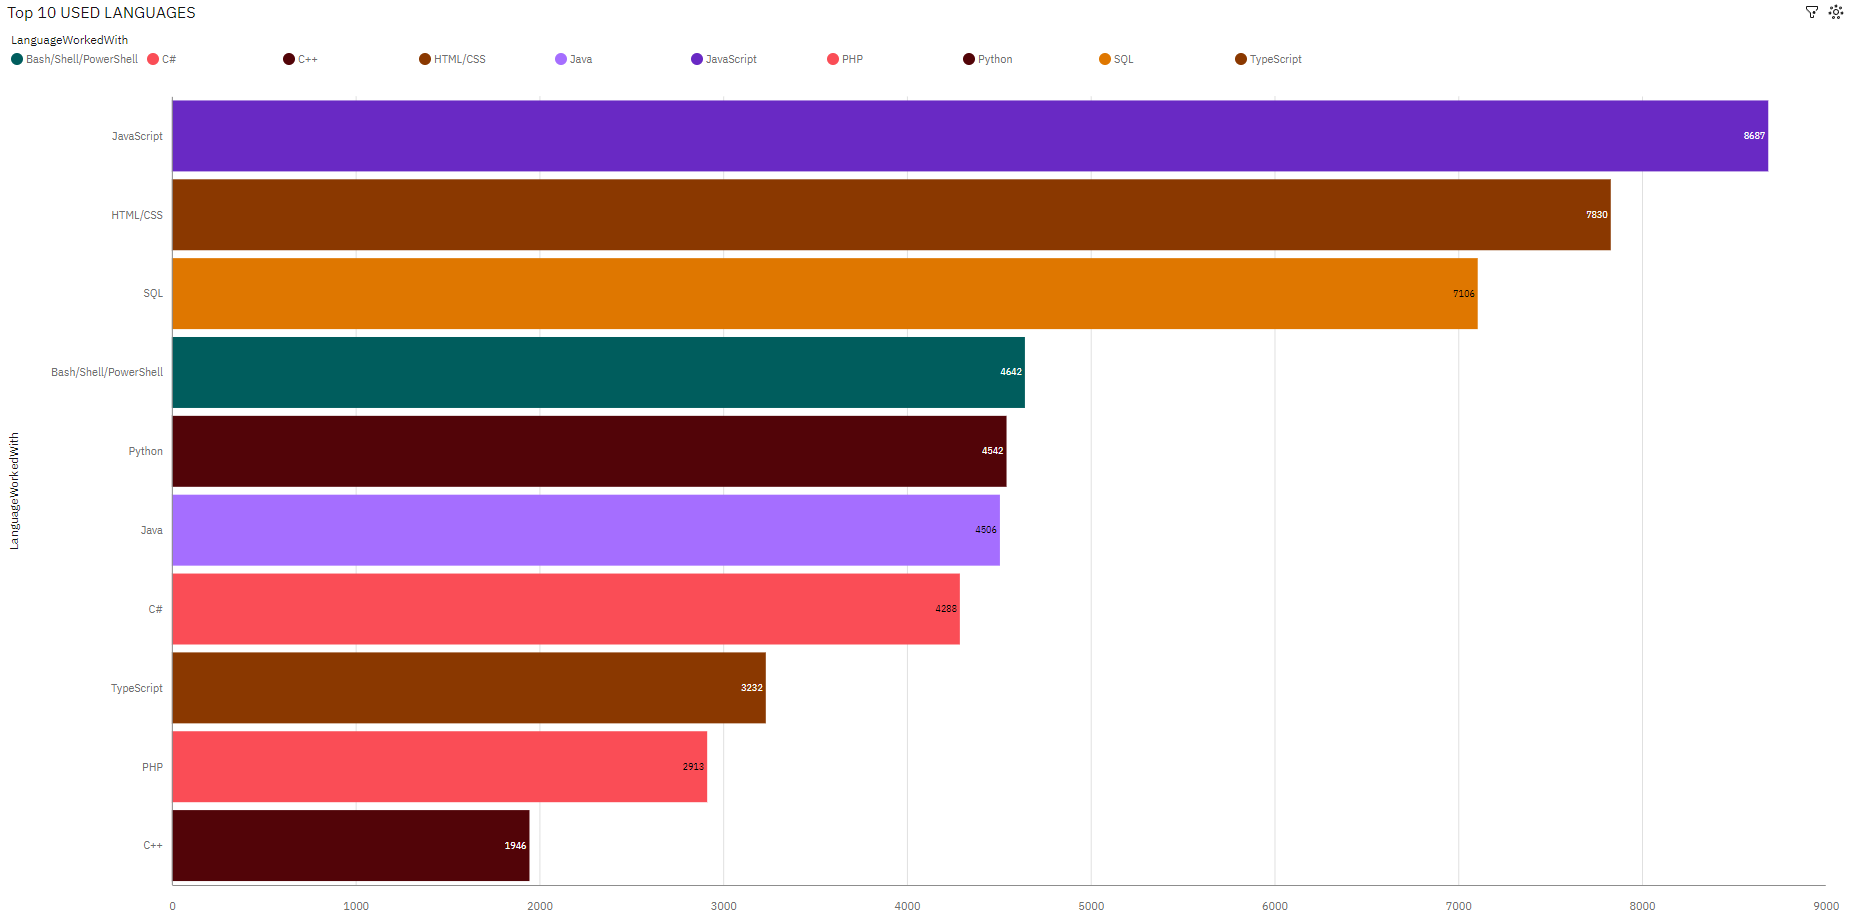 Top 10 USED LANGUAGES
LanguageWorkedWith
Bash/Shell/PowerShell C# C++ HTML/CSS Java JavaScript PHP Python SQL TypeScript
LanguageWorkedWith
JavaScript 8687
HTML/CSS 7830
SQL 7106
Bash/Shell/PowerShell 4642
Python 4542
Java 4506
C# 4288
TypeScript 3232
PHP 2913
C++ 1946
0 1000 2000 3000 4000 5000 6000 7000 8000 9000